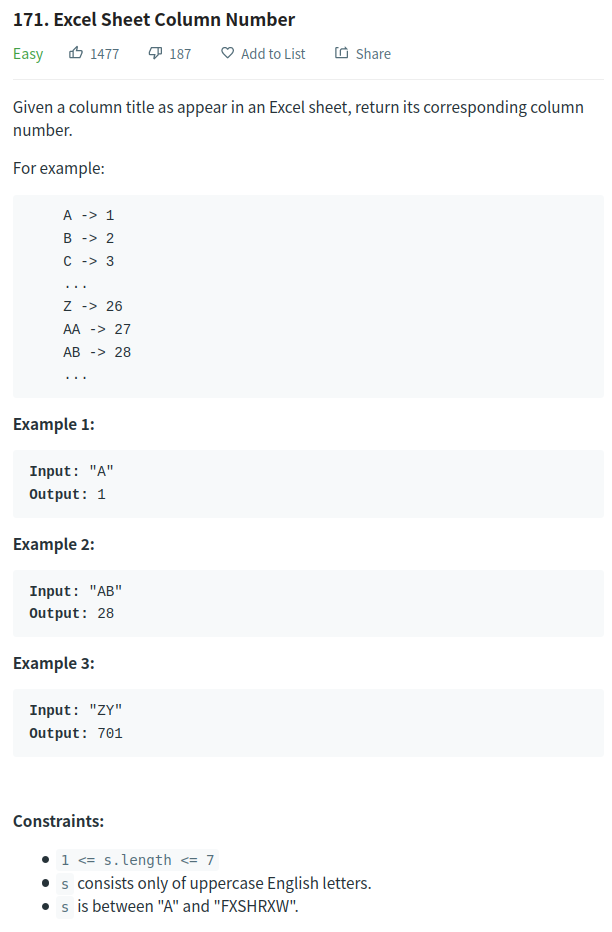 171. Excel Sheet Column Number
Easy 1477 187 Add to List Share
Given a column title as appear in an Excel sheet, return its corresponding column
number.
For example:
A -> 1
B -> 2
C -> 3
...
Z -> 26
AA -> 27
AB -> 28
...
Example 1:
Input: "A"
Output: 1
Example 2:
Input: "AB"
Output: 28
Example 3:
Input: "ZY"
Output: 701
Constraints:
1 <= s.length <= 7
s consists only of uppercase English letters.
s is between "A" and "FXSHRXW".